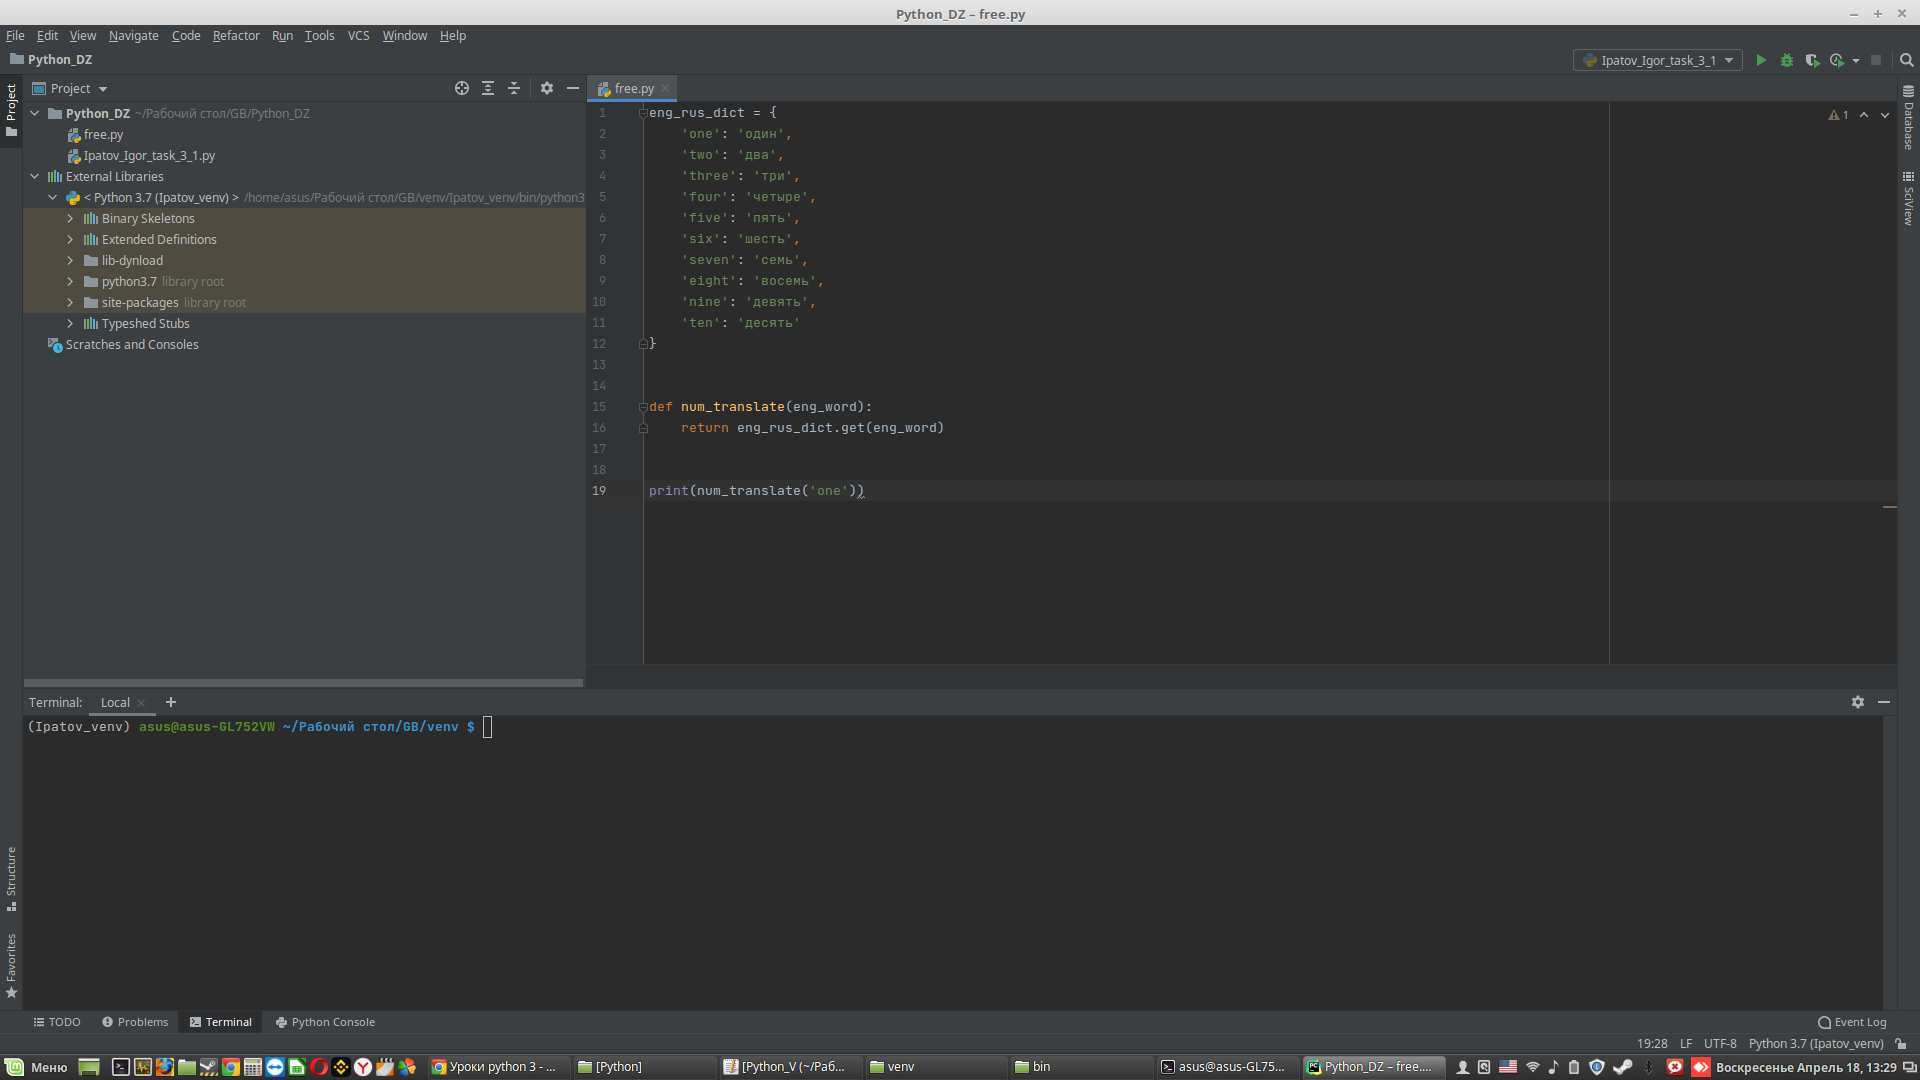 Python_DZ – free.py
File Edit View Navigate Code Refactor Run Tools VCS Window Help
Python_DZ
Ipatov_Igor_task_3_1
Project
free.py
Project
Python_DZ ~/Рабочий стол/GB/Python_DZ
free.py
Ipatov_Igor_task_3_1.py
External Libraries
< Python 3.7 (Ipatov_venv) > /home/asus/Рабочий стол/GB/venv/Ipatov_venv/bin/python3
Binary Skeletons
Extended Definitions
lib-dynload
python3.7 library root
site-packages library root
Typeshed Stubs
Scratches and Consoles
1 eng_rus_dict = {
2 'one': 'один',
3 'two': 'два',
4 'three': 'три',
5 'four': 'четыре',
6 'five': 'пять',
7 'six': 'шесть',
8 'seven': 'семь',
9 'eight': 'восемь',
10 'nine': 'девять',
11 'ten': 'десять'
12 }
13
14
15 def num_translate(eng_word):
16 return eng_rus_dict.get(eng_word)
17
18
19 print(num_translate('one'))
1
Database
SciView
Terminal: Local
(Ipatov_venv) asus@asus-GL752VW ~/Рабочий стол/GB/venv $
Structure
Favorites
TODO Problems Terminal Python Console Event Log
19:28 LF UTF-8 Python 3.7 (Ipatov_venv)
Меню Уроки python 3 - ... [Python] [Python_V (~/Раб... venv bin asus@asus-GL75... Python_DZ – free.... Воскресенье Апрель 18, 13:29